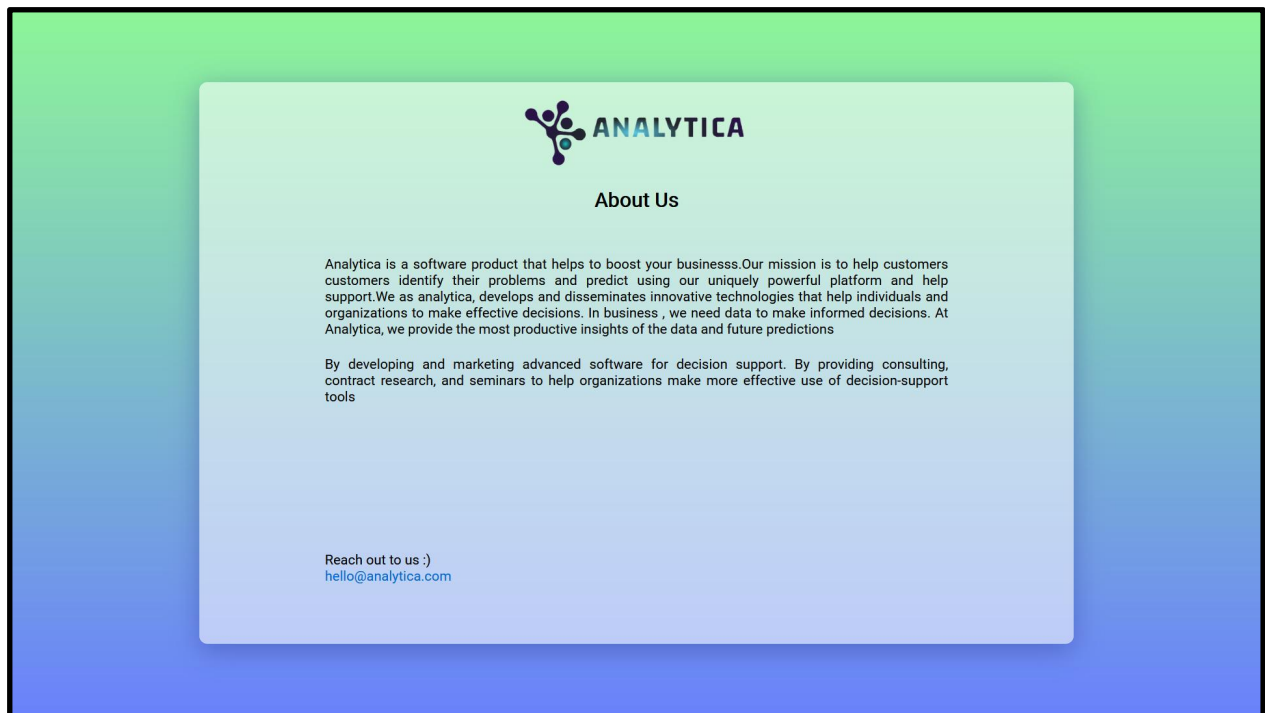 ANALYTICA
About Us
Analytica is a software product that helps to boost your businesss.Our mission is to help customers
customers identify their problems and predict using our uniquely powerful platform and help
support.We as analytica, develops and disseminates innovative technologies that help individuals and
organizations to make effective decisions. In business , we need data to make informed decisions. At
Analytica, we provide the most productive insights of the data and future predictions
By developing and marketing advanced software for decision support. By providing consulting,
contract research, and seminars to help organizations make more effective use of decision-support
tools
Reach out to us :)
hello@analytica.com